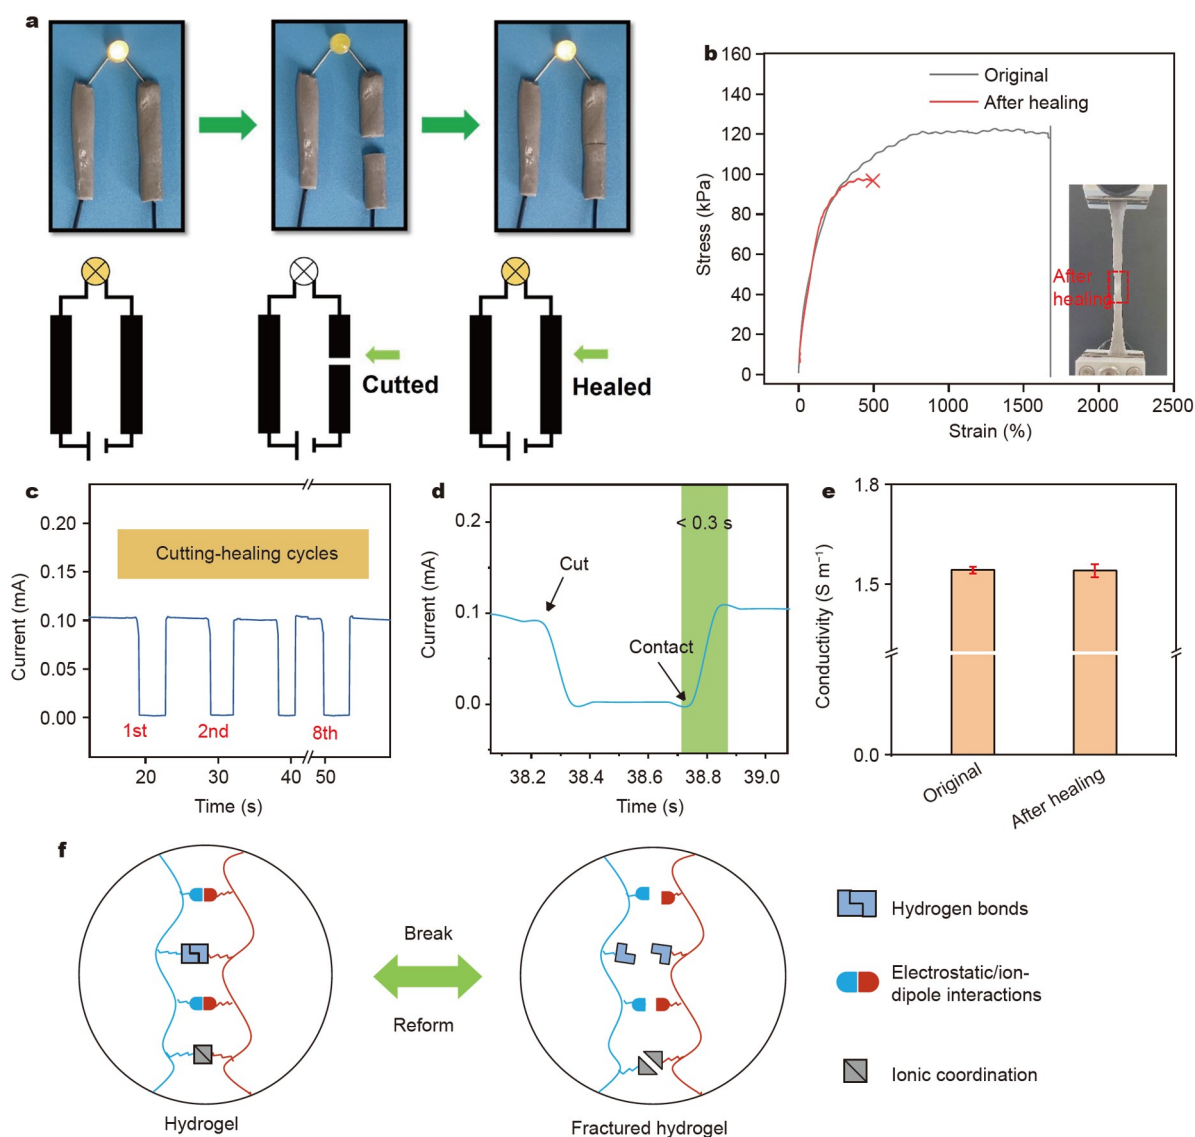 a
Cutted
Healed
b
Original
After healing
160
140
120
100
80
60
40
20
0
Stress (kPa)
After
healing
0
500
1000
1500
2000
2500
Strain (%)
c
Cutting-healing cycles
0.20
0.15
0.10
0.05
0.00
Current (mA)
1st
2nd
8th
20
30
40
50
Time (s)
d
< 0.3 s
0.2
0.1
0.0
Current (mA)
Cut
Contact
38.2
38.4
38.6
38.8
39.0
Time (s)
e
1.8
1.5
0.0
Conductivity (S m⁻¹)
Original
After healing
f
Break
Reform
Hydrogel
Fractured hydrogel
Hydrogen bonds
Electrostatic/ion-
dipole interactions
Ionic coordination